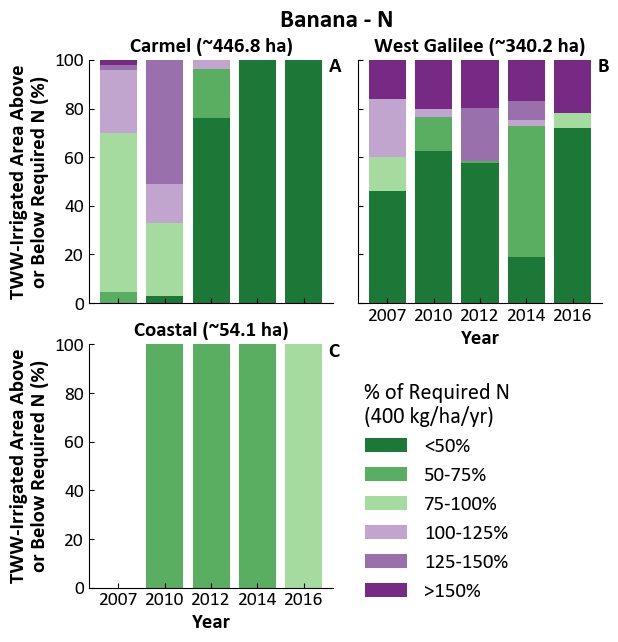 Banana - N
Carmel (~446.8 ha)
West Galilee (~340.2 ha)
TWW-Irrigated Area Above
or Below Required N (%)
100
80
60
40
20
0
A
B
2007 2010 2012 2014 2016
Year
Coastal (~54.1 ha)
TWW-Irrigated Area Above
or Below Required N (%)
100
80
60
40
20
0
C
2007 2010 2012 2014 2016
Year
% of Required N
(400 kg/ha/yr)
<50%
50-75%
75-100%
100-125%
125-150%
>150%